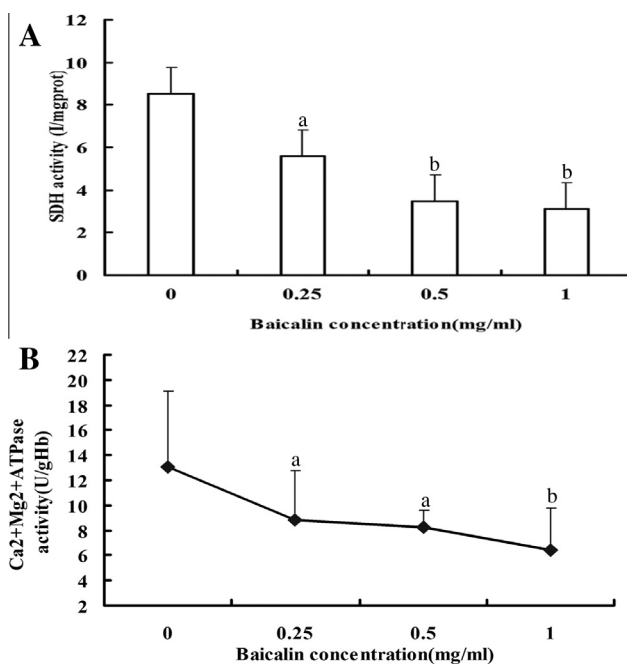 A
SDH activity (I/mgprot)
12
10
8
6
4
2
0
a
b
b
0
0.25
0.5
1
Baicalin concentration(mg/ml)
B
Ca2+Mg2+ATPase
activity(U/gHb)
22
20
18
16
14
12
10
8
6
4
2
a
a
b
0
0.25
0.5
1
Baicalin concentration(mg/ml)